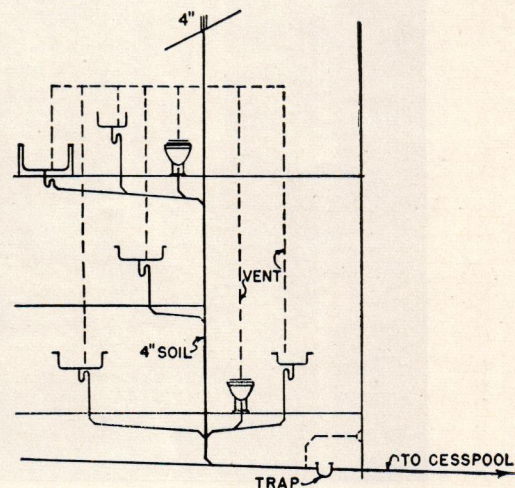 4"
VENT
4" SOIL
TO CESSPOOL
TRAP